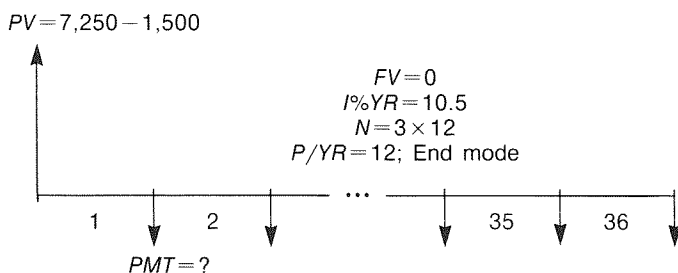 PV=7,250−1,500
FV=0
I%YR=10.5
N=3×12
P/YR=12; End mode
...
1 2 35 36
PMT=?